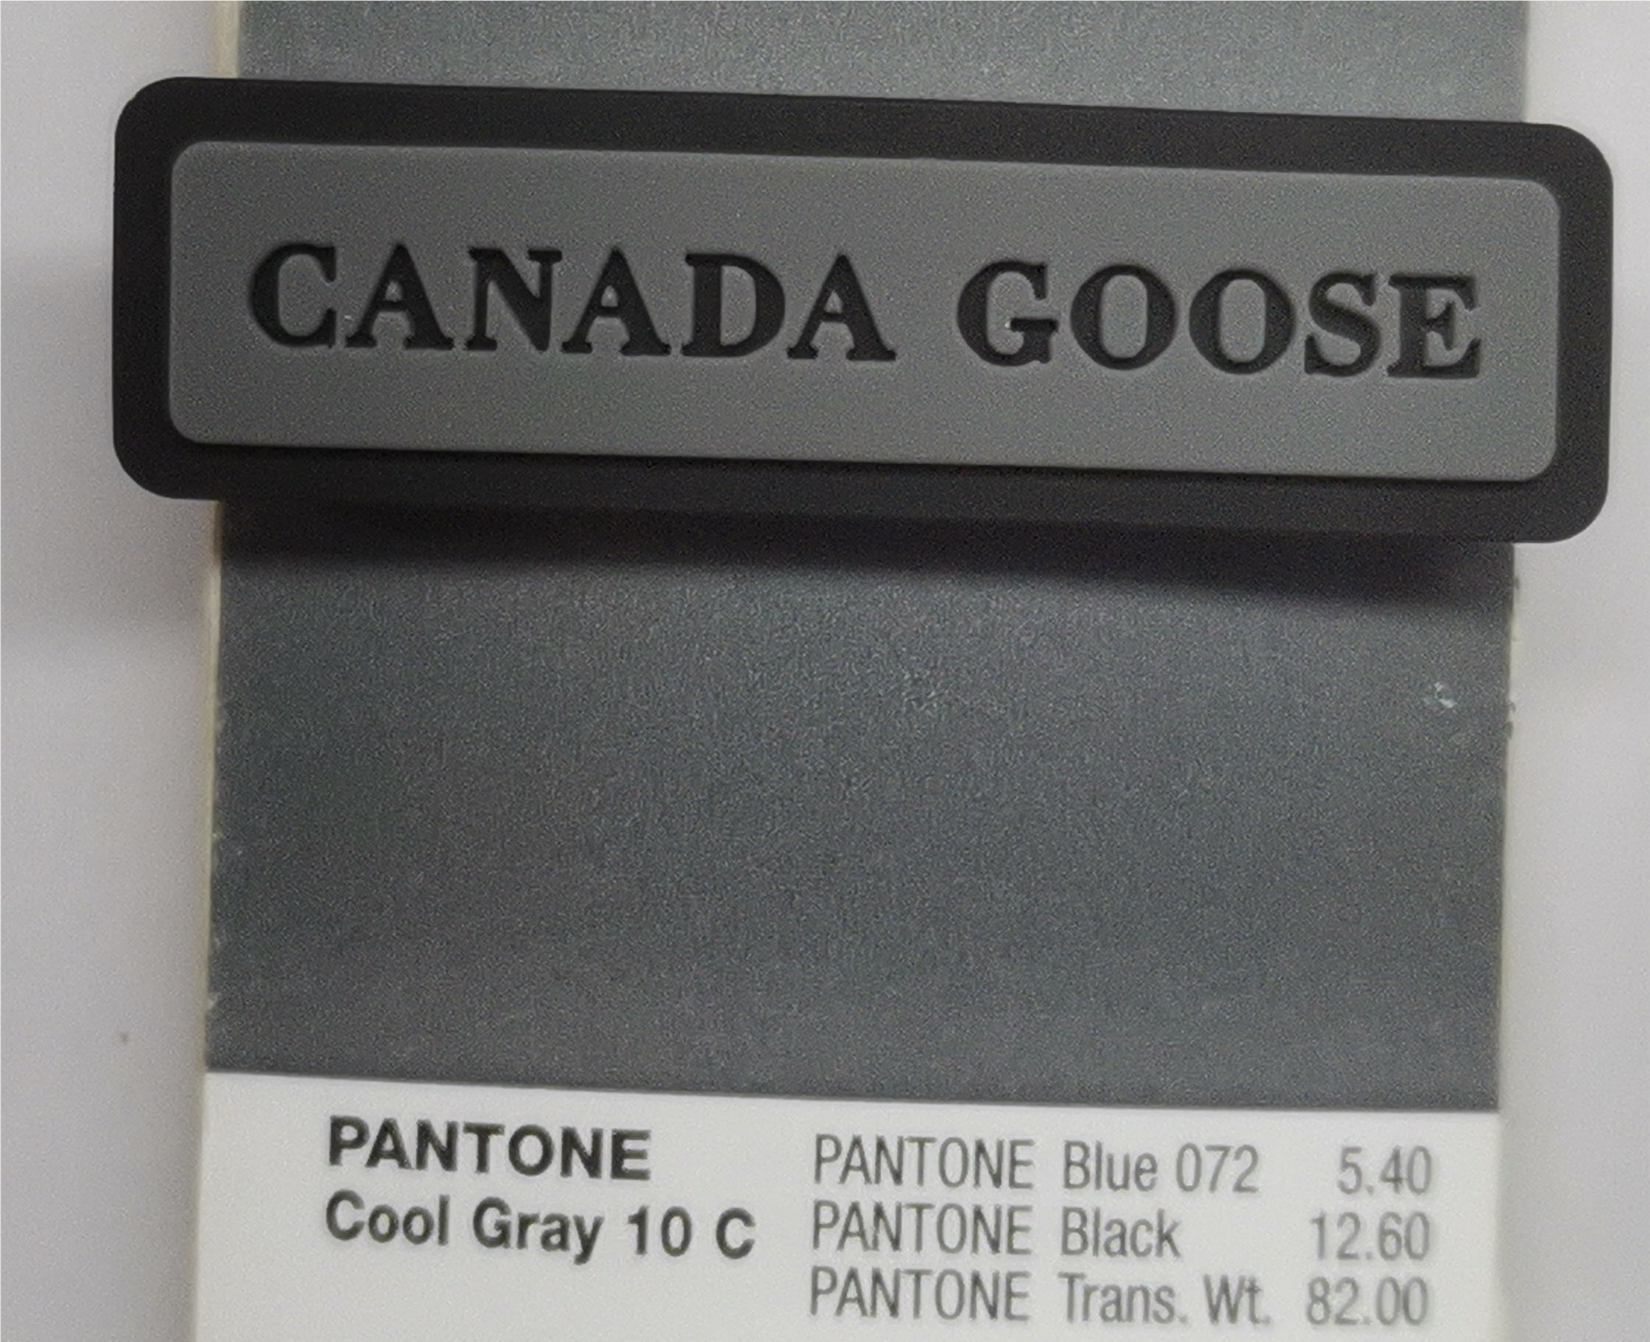 CANADA GOOSE
PANTONE
Cool Gray 10 C
PANTONE Blue 072 5.40
PANTONE Black 12.60
PANTONE Trans. Wt. 82.00